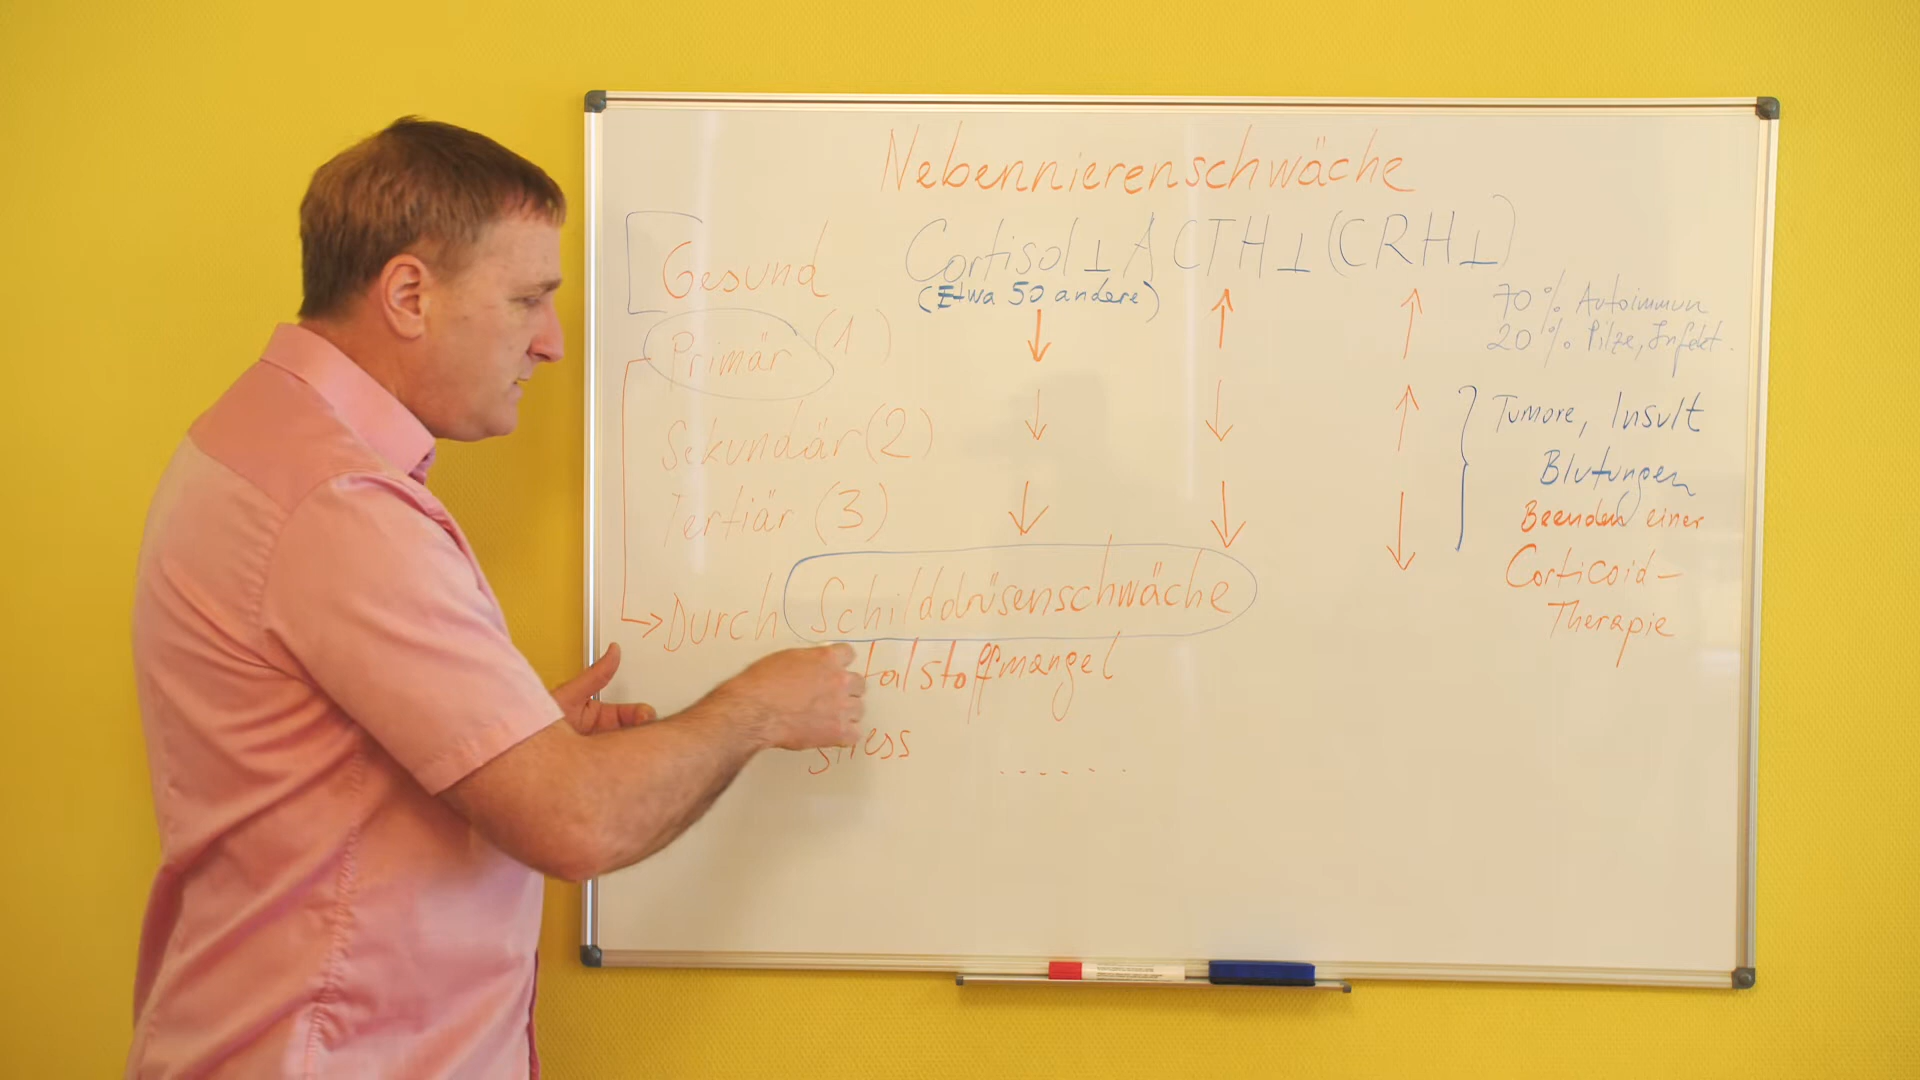 Nebennierenschwäche
Gesund Cortisol⊥ ACTH⊥ (CRH⊥)
(Etwa 50 andere)
Primär (1) ↓ ↑ ↑ 70% Autoimmun
20% Pilze, Infekt.
Sekundär (2) ↓ ↓ ↑ Tumore, Insult
Blutungen
Tertiär (3) ↓ ↓ ↓ Beenden einer
Corticoid-
Therapie
Durch Schilddrüsenschwäche
talstoffmangel
Stress .......